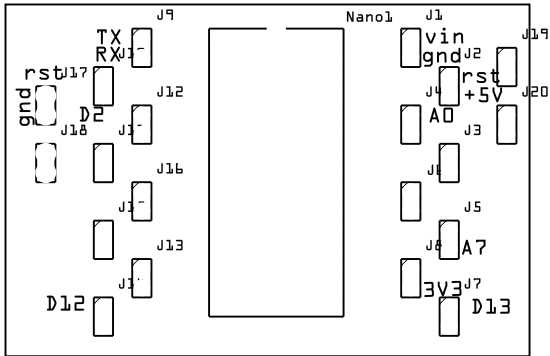 J9
Nano1
J1
TX
vin
J19
RX
gnd
J2
rst
J17
rst
gnd
J12
J4
+5V
J20
D2
A0
J18
J3
J16
J5
A7
J13
J8
3V3
J7
D12
D13